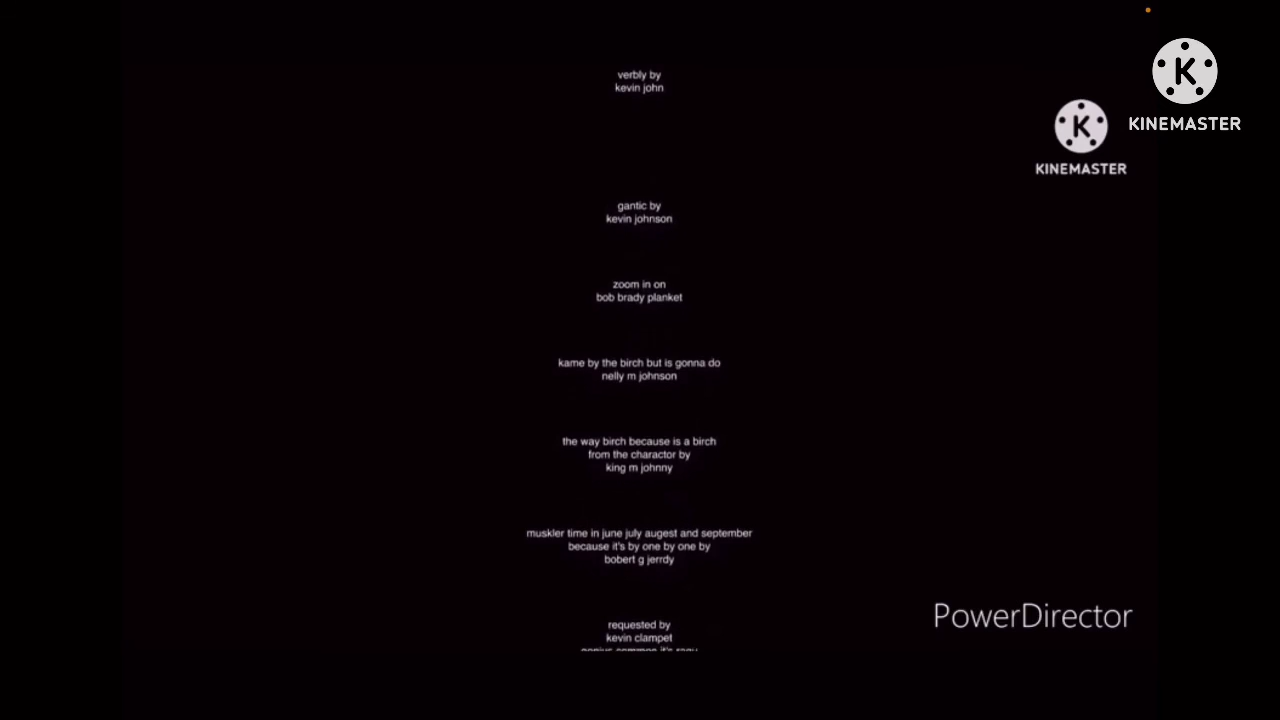 verbly by
kevin john
KINEMASTER
KINEMASTER
gantic by
kevin johnson
zoom in on
bob brady planket
kame by the birch but is gonna do
nelly m johnson
the way birch because is a birch
from the charactor by
king m johnny
muskler time in june july augest and september
because it's by one by one by
bobert g jerrdy
PowerDirector
requested by
kevin clampet